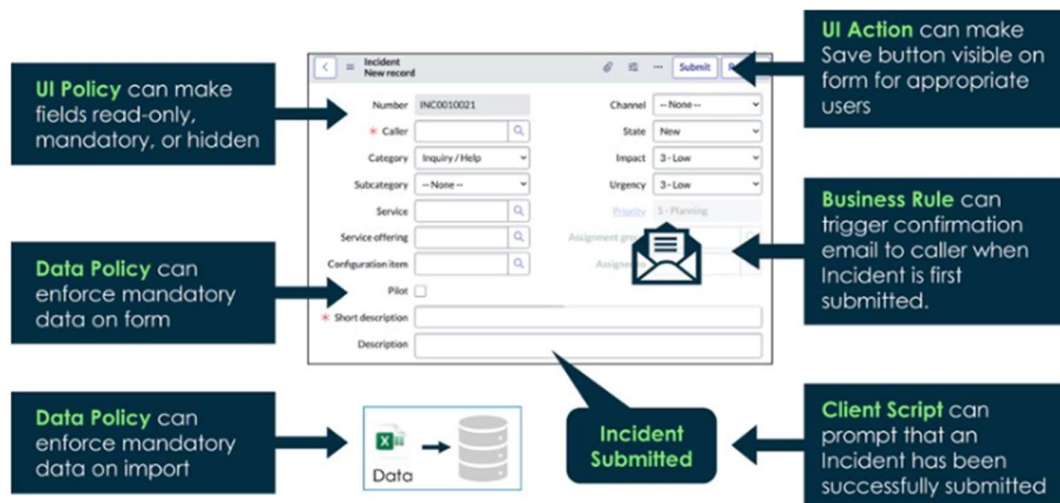 UI Policy can make
fields read-only,
mandatory, or hidden
Data Policy can
enforce mandatory
data on form
Data Policy can
enforce mandatory
data on import
Incident
New record
Submit
Number
INC0010021
* Caller
Category
Inquiry / Help
Subcategory
-- None --
Service
Service offering
Configuration item
Pilot
* Short description
Description
Channel
-- None --
State
New
Impact
3 - Low
Urgency
3 - Low
Priority
5 - Planning
Assignment
Assigned
Data
Incident
Submitted
UI Action can make
Save button visible on
form for appropriate
users
Business Rule can
trigger confirmation
email to caller when
Incident is first
submitted.
Client Script can
prompt that an
Incident has been
successfully submitted